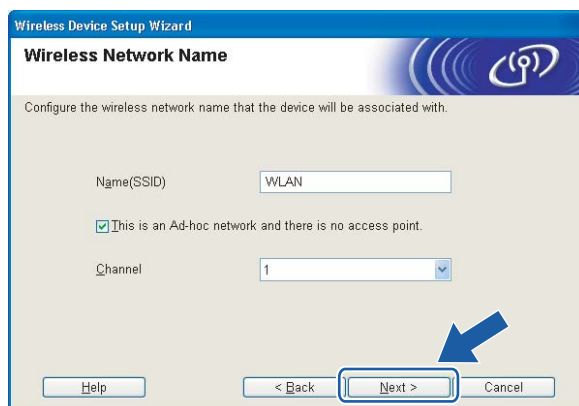 Wireless Device Setup Wizard
Wireless Network Name
Configure the wireless network name that the device will be associated with.
Name(SSID) WLAN
This is an Ad-hoc network and there is no access point.
Channel 1
Help < Back Next > Cancel